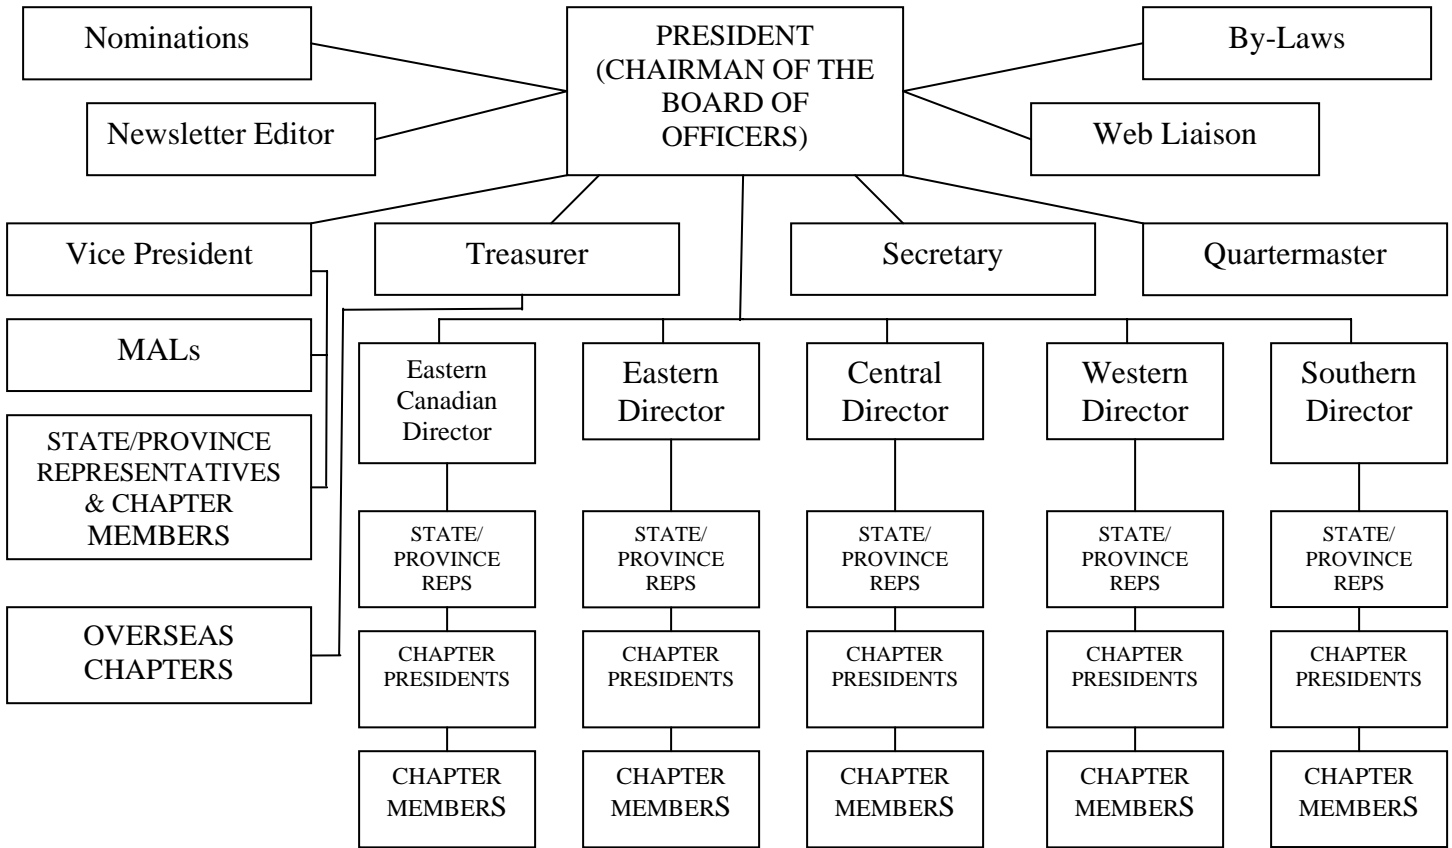 Nominations
PRESIDENT
(CHAIRMAN OF THE
BOARD OF
OFFICERS)
By-Laws
Newsletter Editor
Web Liaison
Vice President
Treasurer
Secretary
Quartermaster
MALs
STATE/PROVINCE
REPRESENTATIVES
& CHAPTER
MEMBERS
OVERSEAS
CHAPTERS
Eastern
Canadian
Director
Eastern
Director
Central
Director
Western
Director
Southern
Director
STATE/
PROVINCE
REPS
STATE/
PROVINCE
REPS
STATE/
PROVINCE
REPS
STATE/
PROVINCE
REPS
STATE/
PROVINCE
REPS
CHAPTER
PRESIDENTS
CHAPTER
PRESIDENTS
CHAPTER
PRESIDENTS
CHAPTER
PRESIDENTS
CHAPTER
PRESIDENTS
CHAPTER
MEMBERS
CHAPTER
MEMBERS
CHAPTER
MEMBERS
CHAPTER
MEMBERS
CHAPTER
MEMBERS